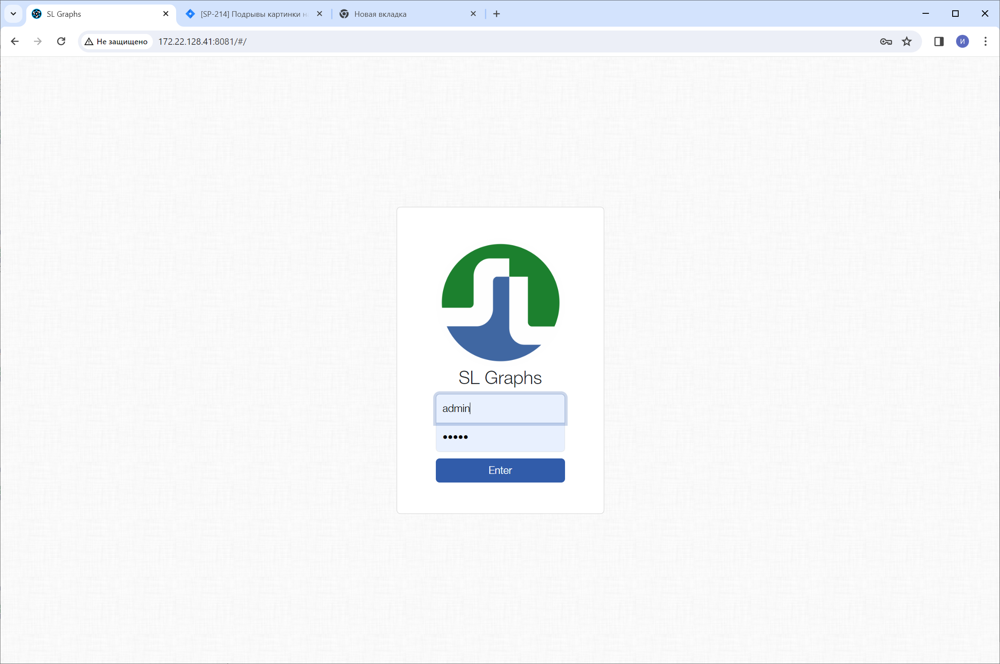 SL Graphs
[SP-214] Подрывы картинки
Новая вкладка
Не защищено
172.22.128.41:8081/#/
И
SL
SL Graphs
admin
•••••
Enter